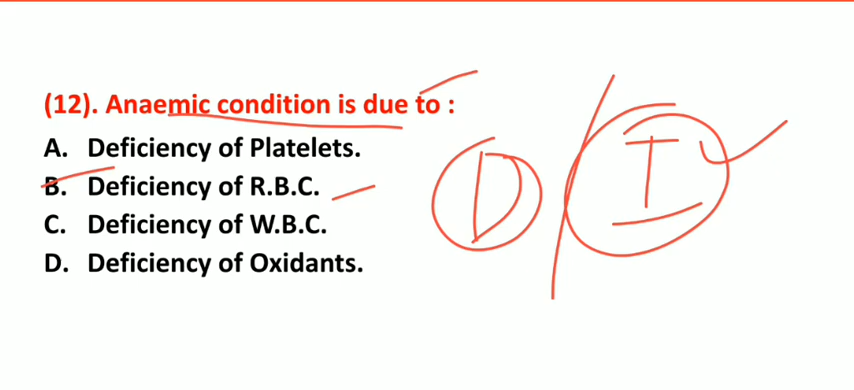 (12). Anaemic condition is due to :
A. Deficiency of Platelets.
B. Deficiency of R.B.C.
C. Deficiency of W.B.C.
D. Deficiency of Oxidants.
D / I